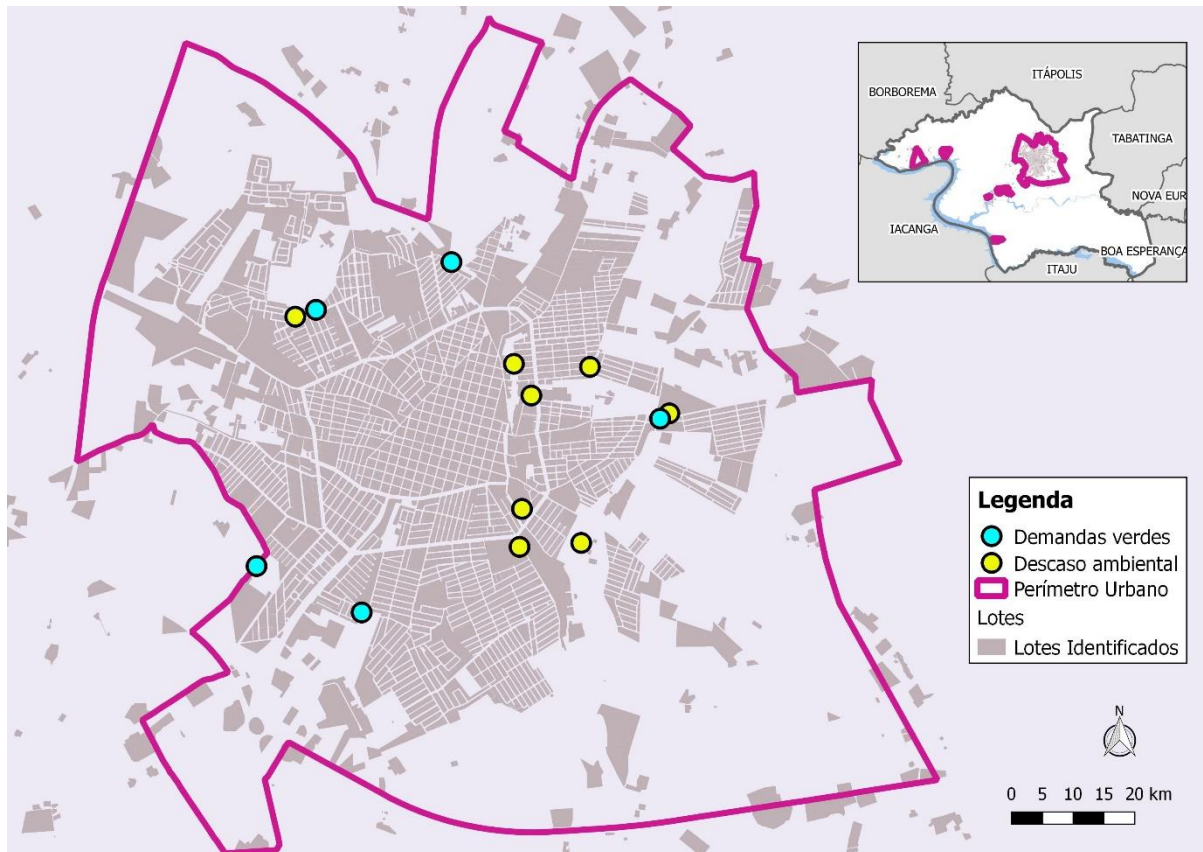 ITÁPOLIS
BORBOREMA
TABATINGA
NOVA EUR
IACANGA
BOA ESPERANÇA
ITAJU
Legenda
Demandas verdes
Descaso ambiental
Perímetro Urbano
Lotes
Lotes Identificados
N
0 5 10 15 20 km